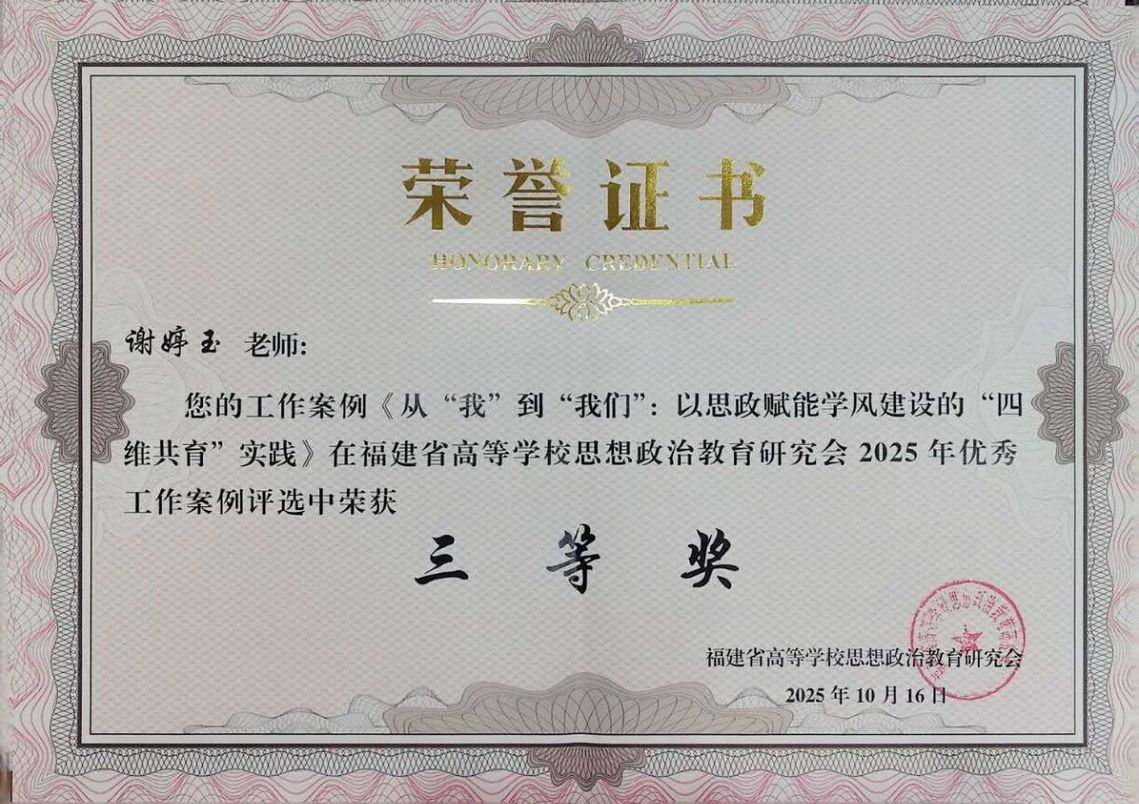 荣誉证书
HONORARY CREDENTIAL
谢婷玉 老师:
您的工作案例《从“我”到“我们”:以思政赋能学风建设的“四
维共育”实践》在福建省高等学校思想政治教育研究会 2025 年优秀
工作案例评选中荣获
三等奖
福建省高等学校思想政治教育研究会
2025 年 10 月 16 日